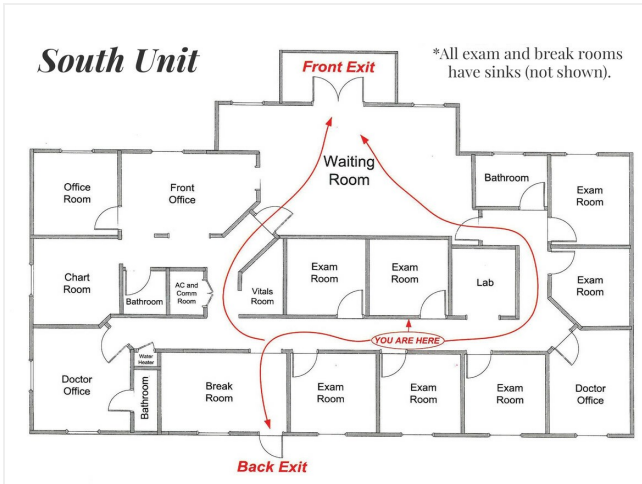 South Unit
Front Exit
*All exam and break rooms
have sinks (not shown).
Office
Room
Front
Office
Waiting
Room
Bathroom
Exam
Room
Chart
Room
Bathroom
AC and
Comm
Room
Vitals
Room
Exam
Room
Exam
Room
Lab
Exam
Room
YOU ARE HERE
Doctor
Office
Water
Heater
Bathroom
Break
Room
Exam
Room
Exam
Room
Exam
Room
Doctor
Office
Back Exit